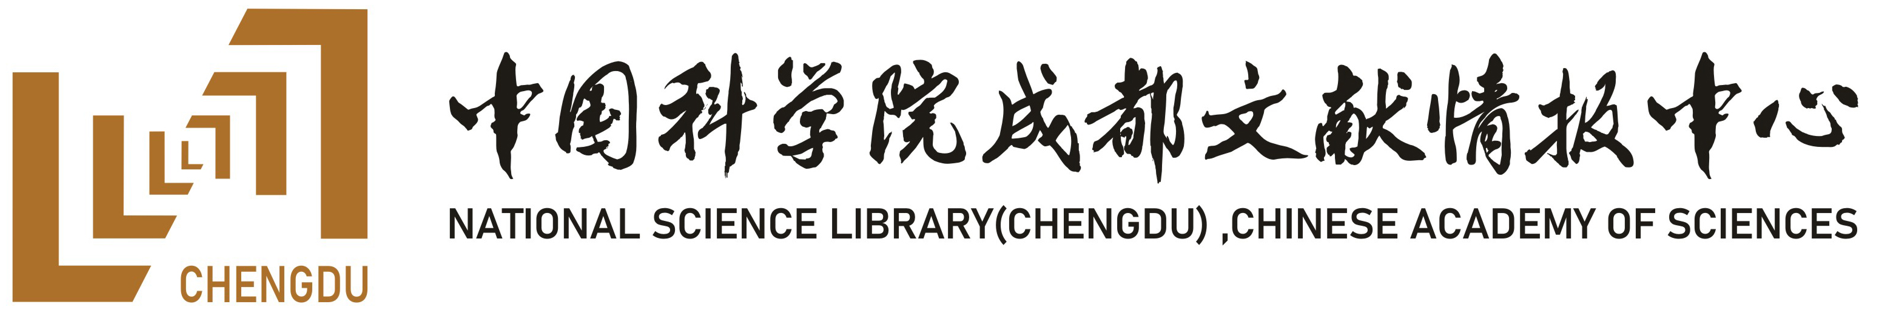 中国科学院成都文献情报中心
NATIONAL SCIENCE LIBRARY(CHENGDU) ,CHINESE ACADEMY OF SCIENCES
CHENGDU